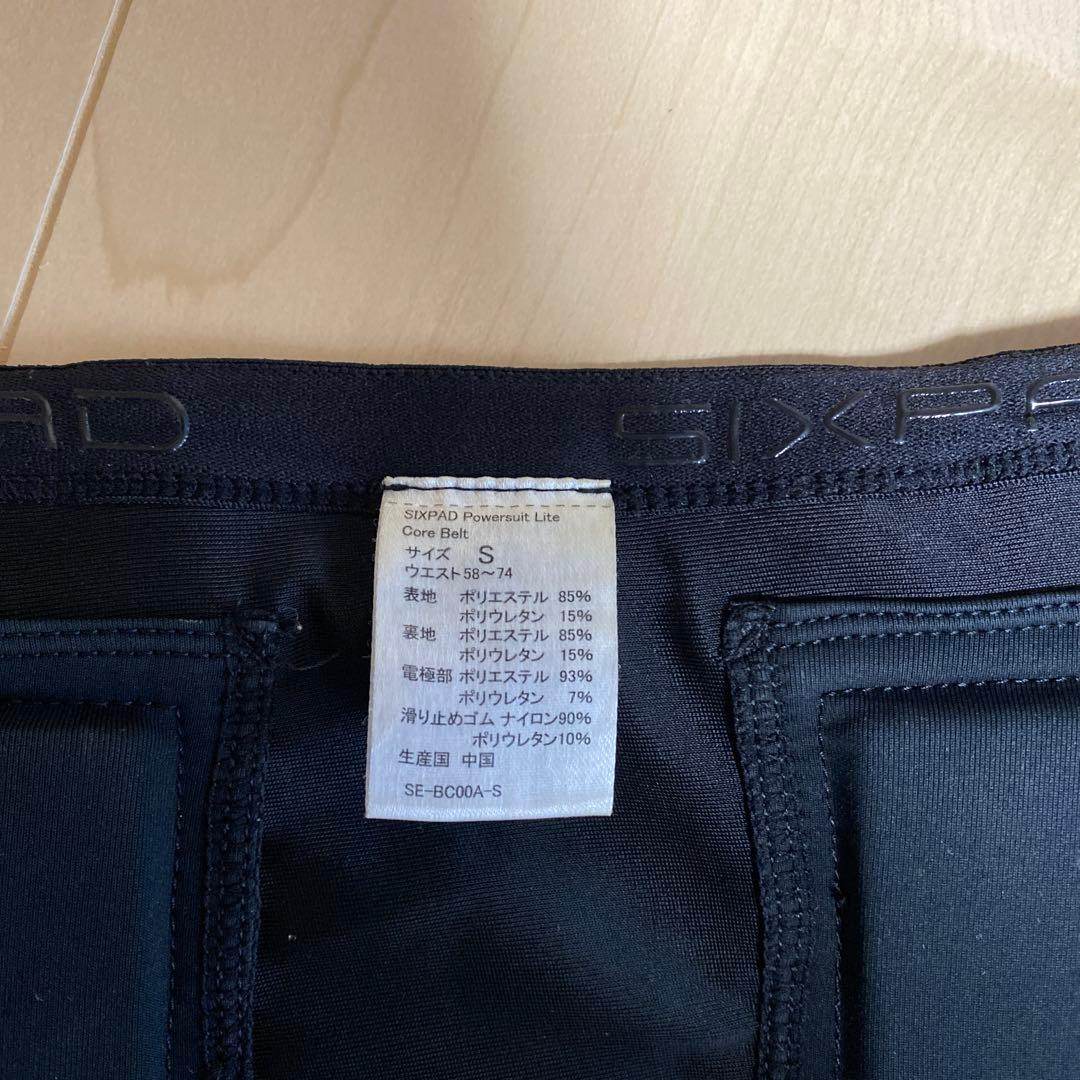 PAD SIXPA
SIXPAD Powersuit Lite
Core Belt
サイズ S
ウエスト58～74
表地 ポリエステル 85%
ポリウレタン 15%
裏地 ポリエステル 85%
ポリウレタン 15%
電極部 ポリエステル 93%
ポリウレタン 7%
滑り止めゴム ナイロン90%
ポリウレタン10%
生産国 中国
SE-BC00A-S